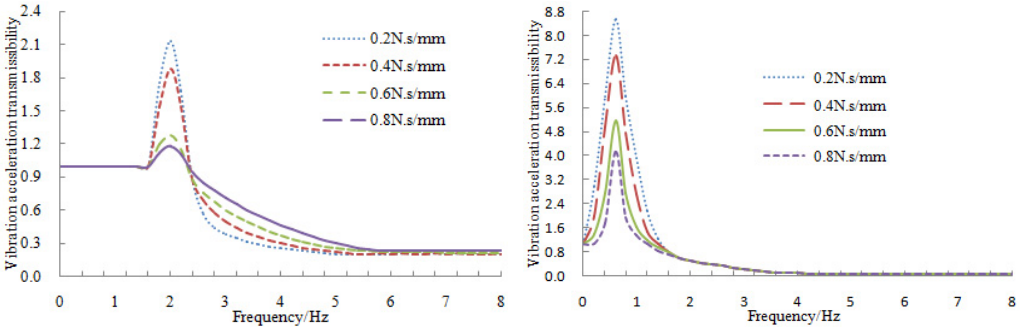 Vibration acceleration transmissibility
2.4
2.1
1.8
1.5
1.2
0.9
0.6
0.3
0.0
0.2N.s/mm
0.4N.s/mm
0.6N.s/mm
0.8N.s/mm
0 1 2 3 4 5 6 7 8
Frequency/Hz
Vibration acceleration transmissibility
8.8
8.0
7.2
6.4
5.6
4.8
4.0
3.2
2.4
1.6
0.8
0.0
0.2N.s/mm
0.4N.s/mm
0.6N.s/mm
0.8N.s/mm
0 1 2 3 4 5 6 7 8
Frequency/Hz